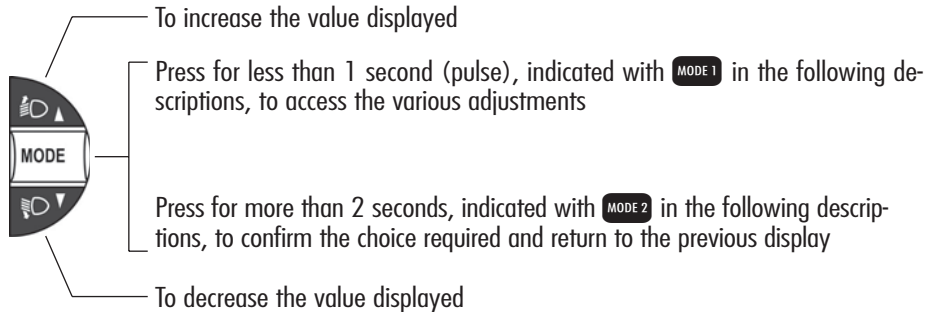 To increase the value displayed
Press for less than 1 second (pulse), indicated with MODE 1 in the following de-
scriptions, to access the various adjustments
MODE
Press for more than 2 seconds, indicated with MODE 2 in the following descrip-
tions, to confirm the choice required and return to the previous display
To decrease the value displayed